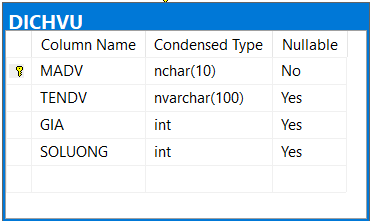 DICHVU
Column Name Condensed Type Nullable
MADV nchar(10) No
TENDV nvarchar(100) Yes
GIA int Yes
SOLUONG int Yes